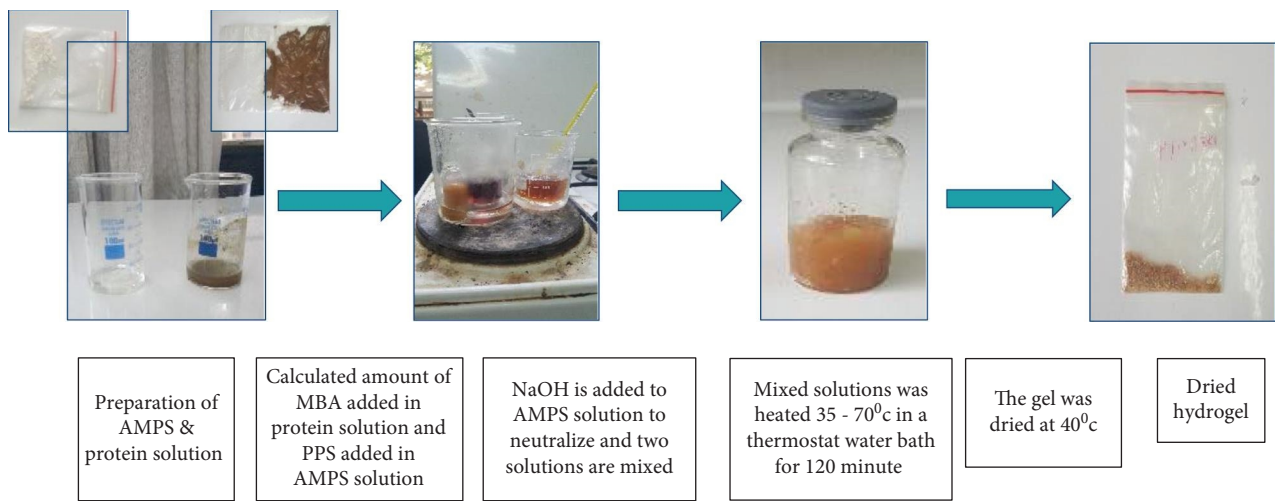 Preparation of
AMPS &
protein solution
Calculated amount of
MBA added in
protein solution and
PPS added in
AMPS solution
NaOH is added to
AMPS solution to
neutralize and two
solutions are mixed
Mixed solutions was
heated 35 - 70⁰c in a
thermostat water bath
for 120 minute
The gel was
dried at 40⁰c
Dried
hydrogel